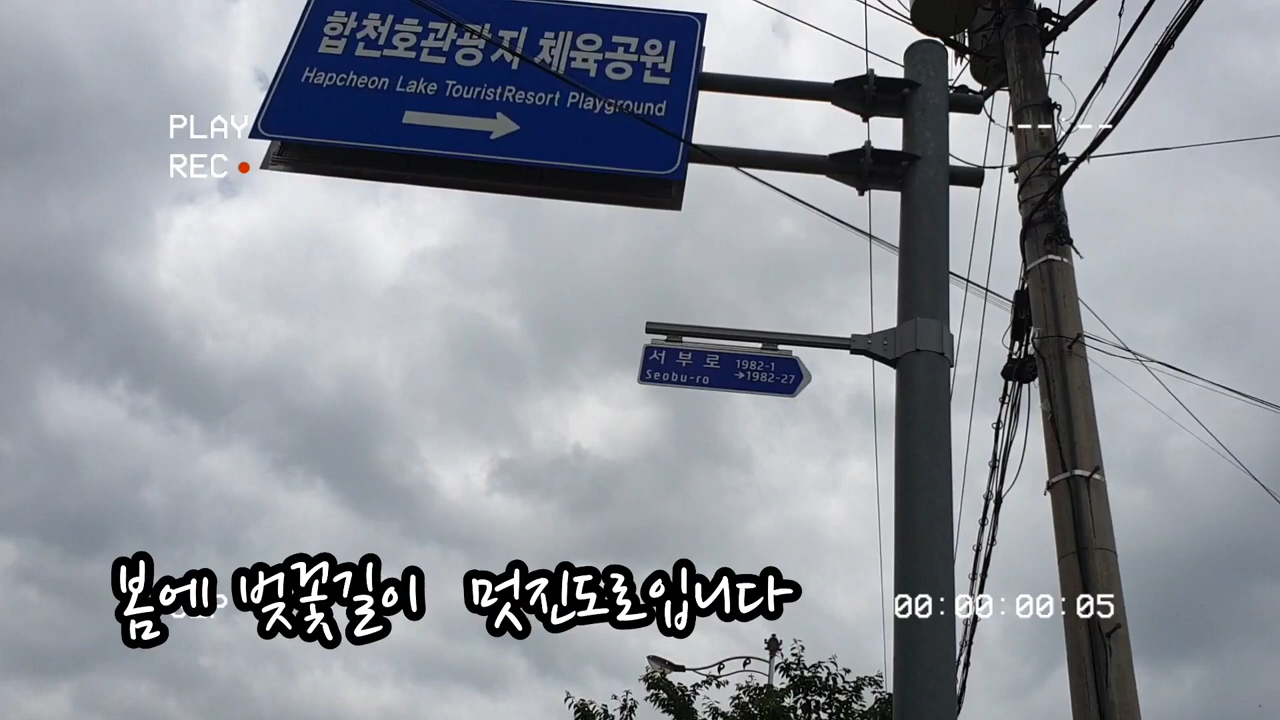 합천호관광지 체육공원
Hapcheon Lake TouristResort Playground
PLAY
REC
--:--
서부로 1982-1
Seobu-ro →1982-27
봄에 벚꽃길이 멋진도로입니다
00:00:00:05